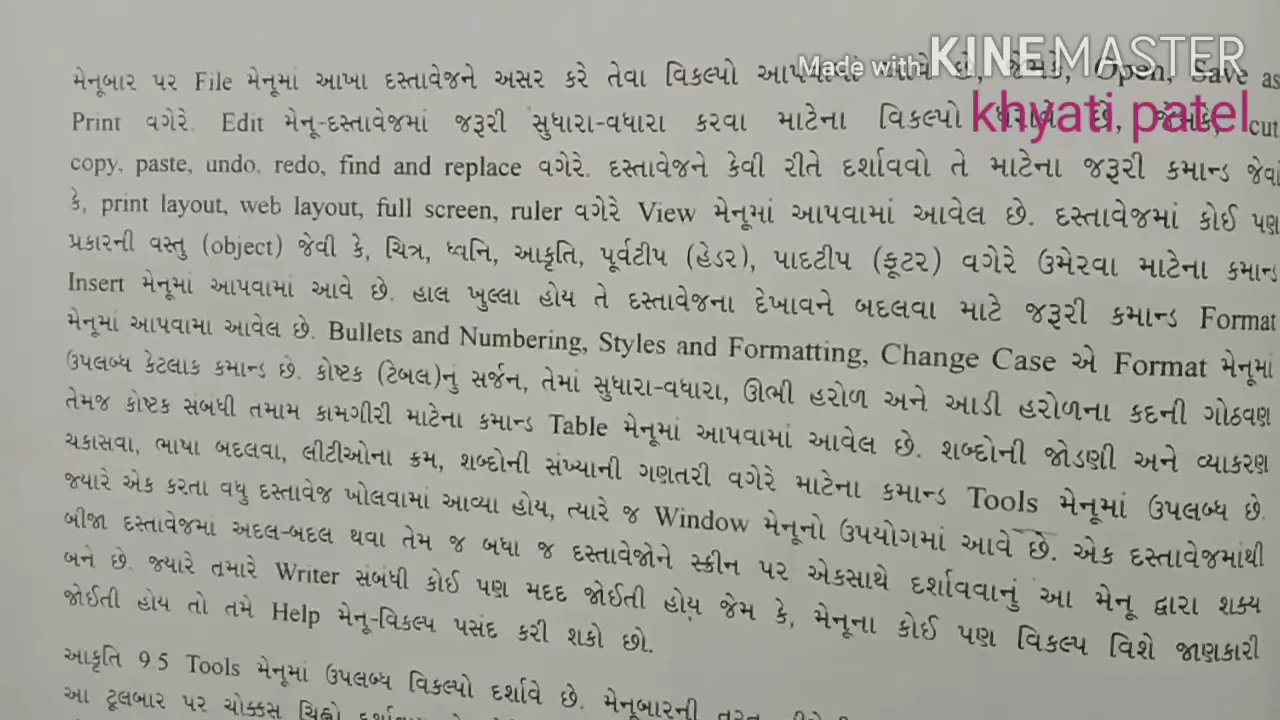 Made with KINEMASTER
khyati patel
મેનૂબાર પર File મેનૂમાં આખા દસ્તાવેજને અસર કરે તેવા વિકલ્પો આપવામાં આવે છે, જેમકે, Open, Save as
Print વગેરે. Edit મેનૂ-દસ્તાવેજમાં જરૂરી સુધારા-વધારા કરવા માટેના વિકલ્પો ધરાવે છે, જેમકે, cut
copy, paste, undo, redo, find and replace વગેરે. દસ્તાવેજને કેવી રીતે દર્શાવવો તે માટેના જરૂરી કમાન્ડ જેવા
કે, print layout, web layout, full screen, ruler વગેરે View મેનૂમાં આપવામાં આવેલ છે. દસ્તાવેજમાં કોઈ પણ
પ્રકારની વસ્તુ (object) જેવી કે, ચિત્ર, ધ્વનિ, આકૃતિ, પૂર્વટીપ (હેડર), પાદટીપ (ફૂટર) વગેરે ઉમેરવા માટેના કમાન્ડ
Insert મેનૂમાં આપવામાં આવે છે. હાલ ખુલ્લા હોય તે દસ્તાવેજના દેખાવને બદલવા માટે જરૂરી કમાન્ડ Format
મેનૂમાં આપવામા આવેલ છે. Bullets and Numbering, Styles and Formatting, Change Case એ Format મેનૂમાં
ઉપલબ્ધ કેટલાક કમાન્ડ છે. કોષ્ટક (ટેબલ)નું સર્જન, તેમાં સુધારા-વધારા, ઊભી હરોળ અને આડી હરોળના કદની ગોઠવણ
તેમજ કોષ્ટક સંબંધી તમામ કામગીરી માટેના કમાન્ડ Table મેનૂમાં આપવામાં આવેલ છે. શબ્દોની જોડણી અને વ્યાકરણ
ચકાસવા, ભાષા બદલવા, લીટીઓના ક્રમ, શબ્દોની સંખ્યાની ગણતરી વગેરે માટેના કમાન્ડ Tools મેનૂમાં ઉપલબ્ધ છે.
જ્યારે એક કરતા વધુ દસ્તાવેજ ખોલવામાં આવ્યા હોય, ત્યારે જ Window મેનૂનો ઉપયોગમાં આવે છે. એક દસ્તાવેજમાંથી
બીજા દસ્તાવેજમાં અદલ-બદલ થવા તેમ જ બધા જ દસ્તાવેજોને સ્ક્રીન પર એકસાથે દર્શાવવાનું આ મેનૂ દ્વારા શક્ય
બને છે. જ્યારે તમારે Writer સંબંધી કોઈ પણ મદદ જોઈતી હોય જેમ કે, મેનૂના કોઈ પણ વિકલ્પ વિશે જાણકારી
જોઈતી હોય તો તમે Help મેનૂ-વિકલ્પ પસંદ કરી શકો છો.
આકૃતિ 9.5 Tools મેનૂમાં ઉપલબ્ધ વિકલ્પો દર્શાવે છે. મેનૂબારની
આ ટૂલબાર પર ચોક્કસ ચિહ્નો